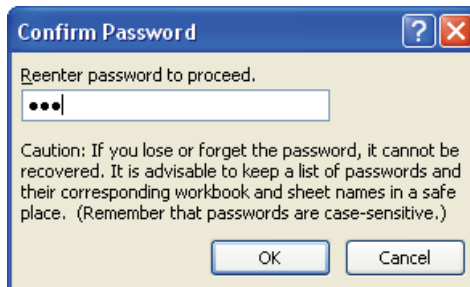 Confirm Password
Reenter password to proceed.
•••
Caution: If you lose or forget the password, it cannot be
recovered. It is advisable to keep a list of passwords and
their corresponding workbook and sheet names in a safe
place.  (Remember that passwords are case-sensitive.)
OK Cancel